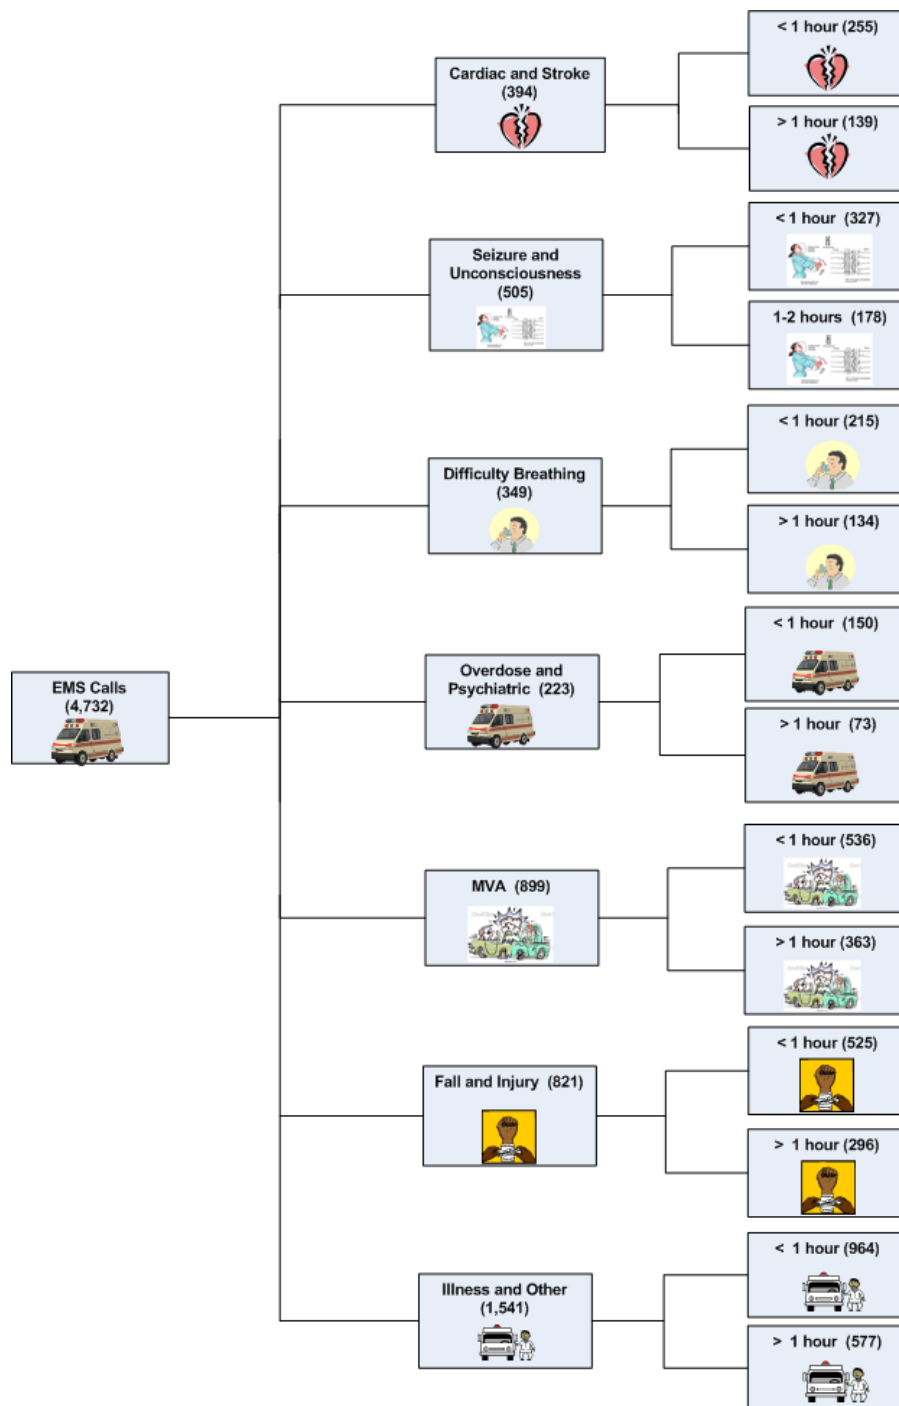 EMS Calls
(4,732)
Cardiac and Stroke
(394)
< 1 hour (255)
> 1 hour (139)
Seizure and
Unconsciousness
(505)
< 1 hour (327)
1-2 hours (178)
Difficulty Breathing
(349)
< 1 hour (215)
> 1 hour (134)
Overdose and
Psychiatric (223)
< 1 hour (150)
> 1 hour (73)
MVA (899)
< 1 hour (536)
> 1 hour (363)
Fall and Injury (821)
< 1 hour (525)
> 1 hour (296)
Illness and Other
(1,541)
< 1 hour (964)
> 1 hour (577)